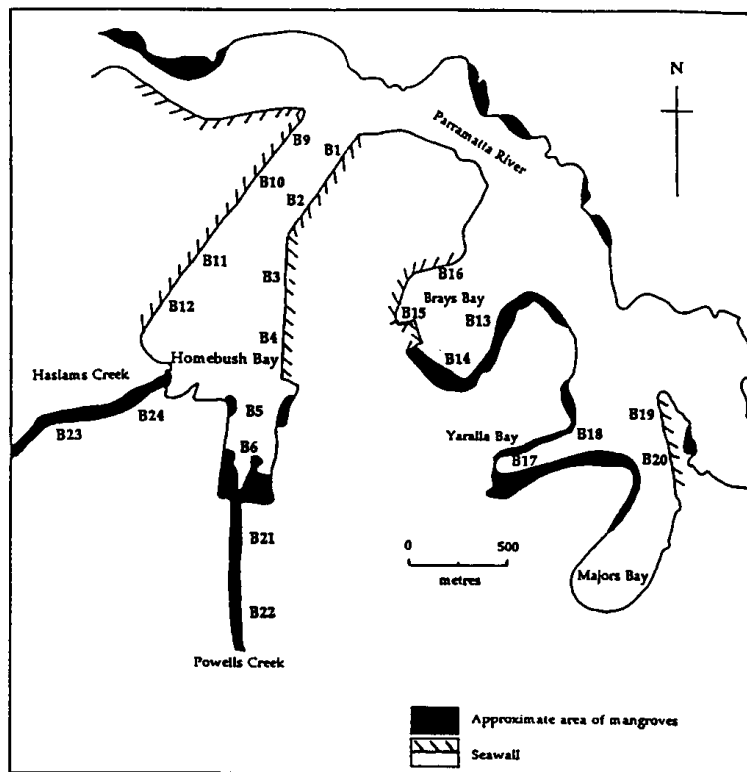 N
Parramatta River
B9
B1
B10
B2
B11
B3
B16
B12
Brays Bay
B15
B13
B4
Homebush Bay
B14
Haslams Creek
B24
B5
B19
B23
B6
Yaralla Bay
B18
B17
B20
B21
0 500
metres
Majors Bay
B22
Powells Creek
Approximate area of mangroves
Seawall